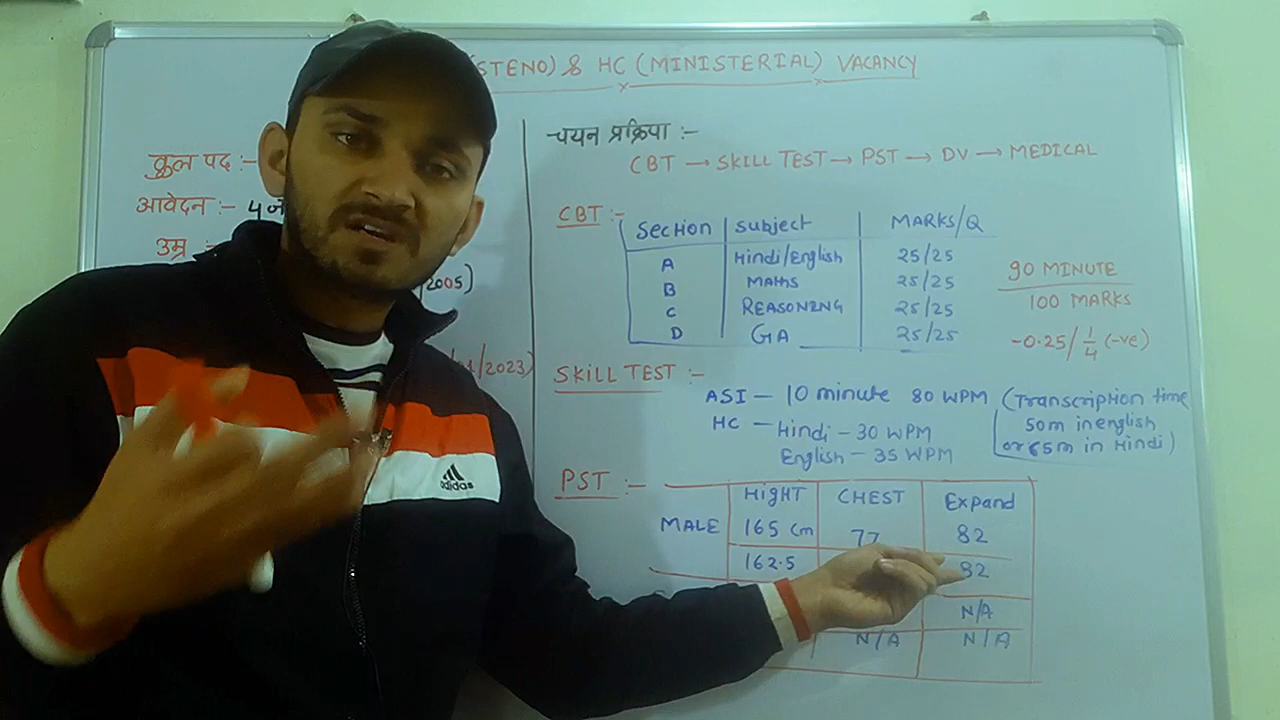 (STENO) & HC (MINISTERIAL) VACANCY
कुल पद :-
आवेदन :- 4
उम्र :-
2005)
/2023)
चयन प्रक्रिया :-
CBT → SKILL TEST → PST → DV → MEDICAL
CBT :-
Section Subject MARKS/Q
A Hindi/English 25/25
B Maths 25/25
C REASONING 25/25
D GA 25/25
90 MINUTE
100 MARKS
-0.25/ 1/4 (-ve)
SKILL TEST :-
ASI - 10 minute 80 WPM (Transcription time
50m in english
or 65m in Hindi)
HC - Hindi - 30 WPM
English - 35 WPM
PST :-
HigHT CHEST Expand
MALE 165 Cm 77 82
162.5 82
N/A
N/A N/A
adidas